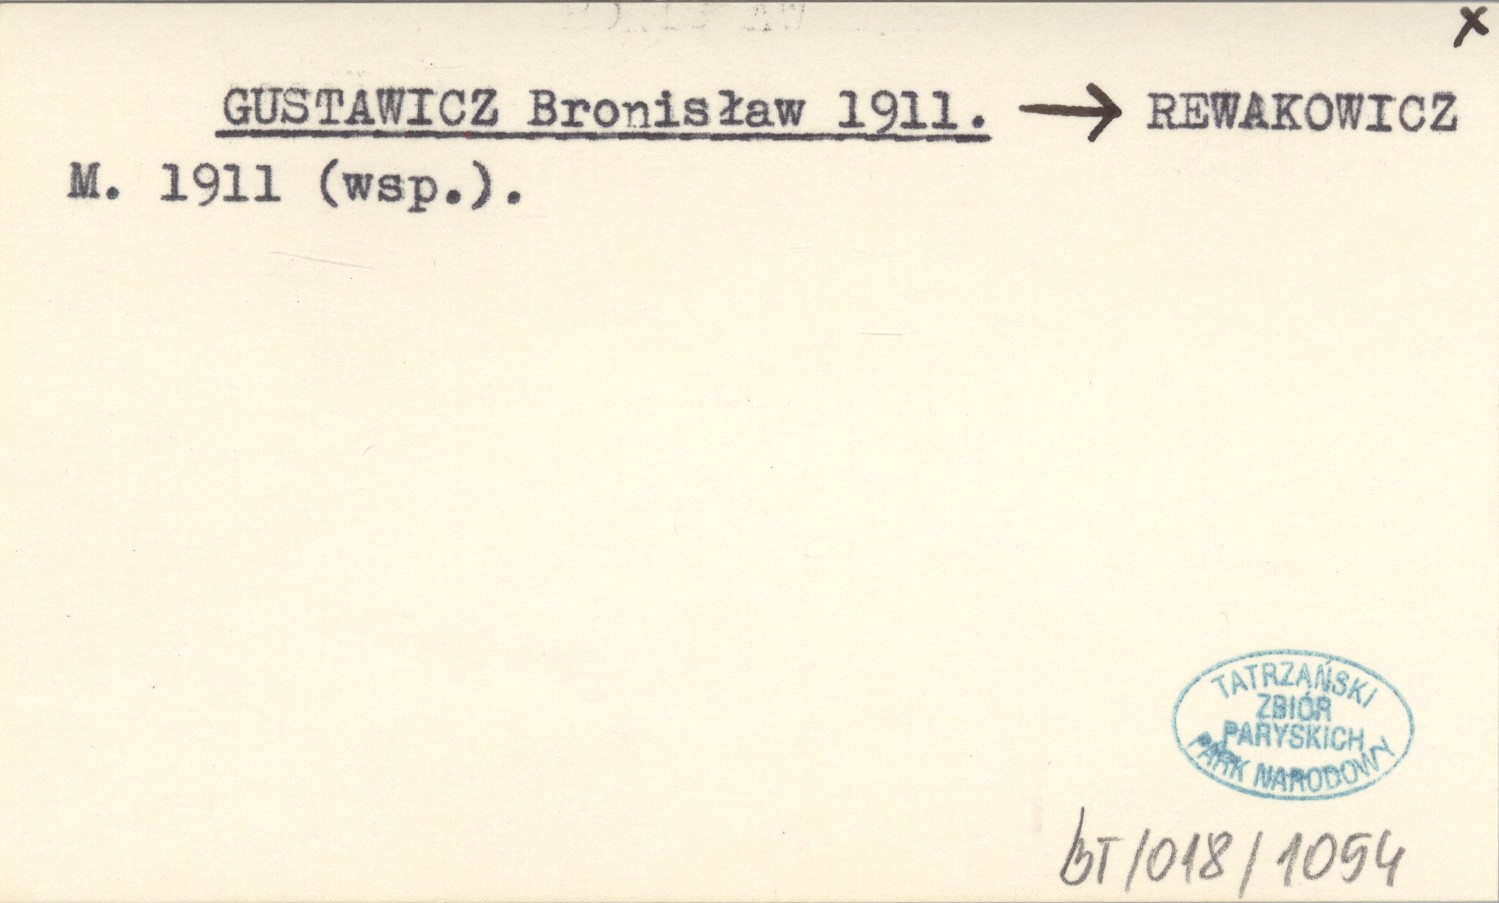 x
GUSTAWICZ Bronisław 1911. → REWAKOWICZ
M. 1911 (wsp.).
TATRZAŃSKI
ZBIÓR
PARYSKICH
PARK NARODOWY
BT/018/1054